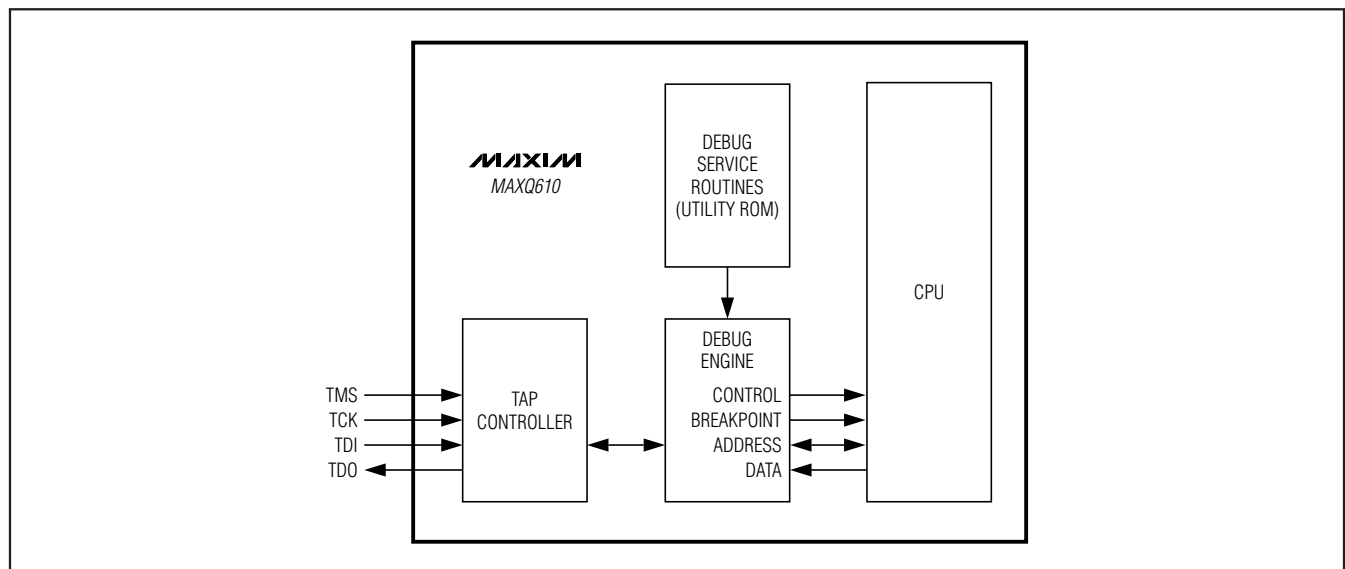 MAXIM
MAXQ610
DEBUG
SERVICE
ROUTINES
(UTILITY ROM)
CPU
TMS
TCK
TDI
TDO
TAP
CONTROLLER
DEBUG
ENGINE
CONTROL
BREAKPOINT
ADDRESS
DATA